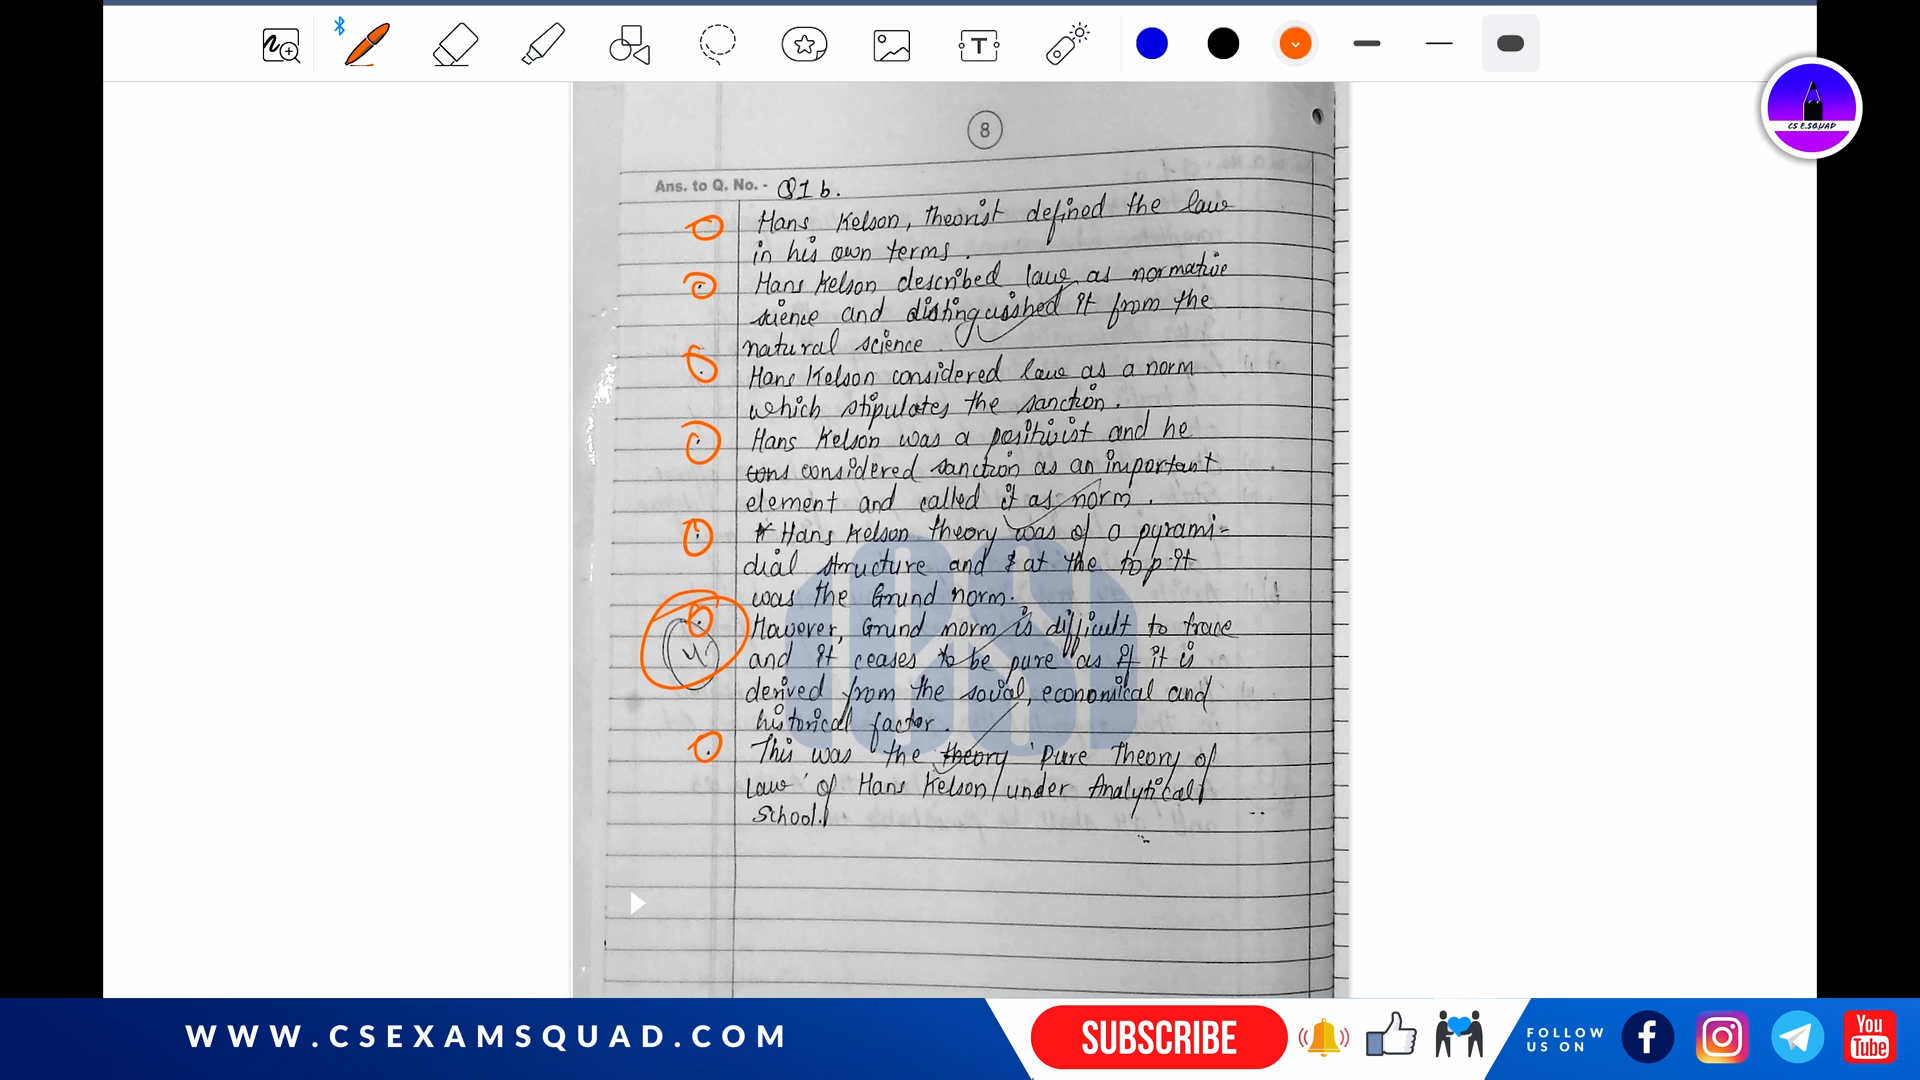 T
CS E.SQUAD
8
Ans. to Q. No. - Q1 b.
Hans Kelson, theorist defined the law
in his own terms.
Hans Kelson described law as normative
science and distinguished it from the
natural science.
Hans Kelson considered law as a norm
which stipulates the sanction.
Hans Kelson was a positivist and he
cons considered sanction as an important
element and called it as norm.
* Hans Kelson theory was of a pyrami-
dial structure and & at the top it
was the Grund norm.
4
However, Grund norm is difficult to trace
and it ceases to be pure as if it is
derived from the social, economical and
historical factor.
This was the theory 'Pure Theory of
Law' of Hans Kelson/under Analytical
School.
ICSI
WWW.CSEXAMSQUAD.COM
SUBSCRIBE
FOLLOW
US ON
You
Tube